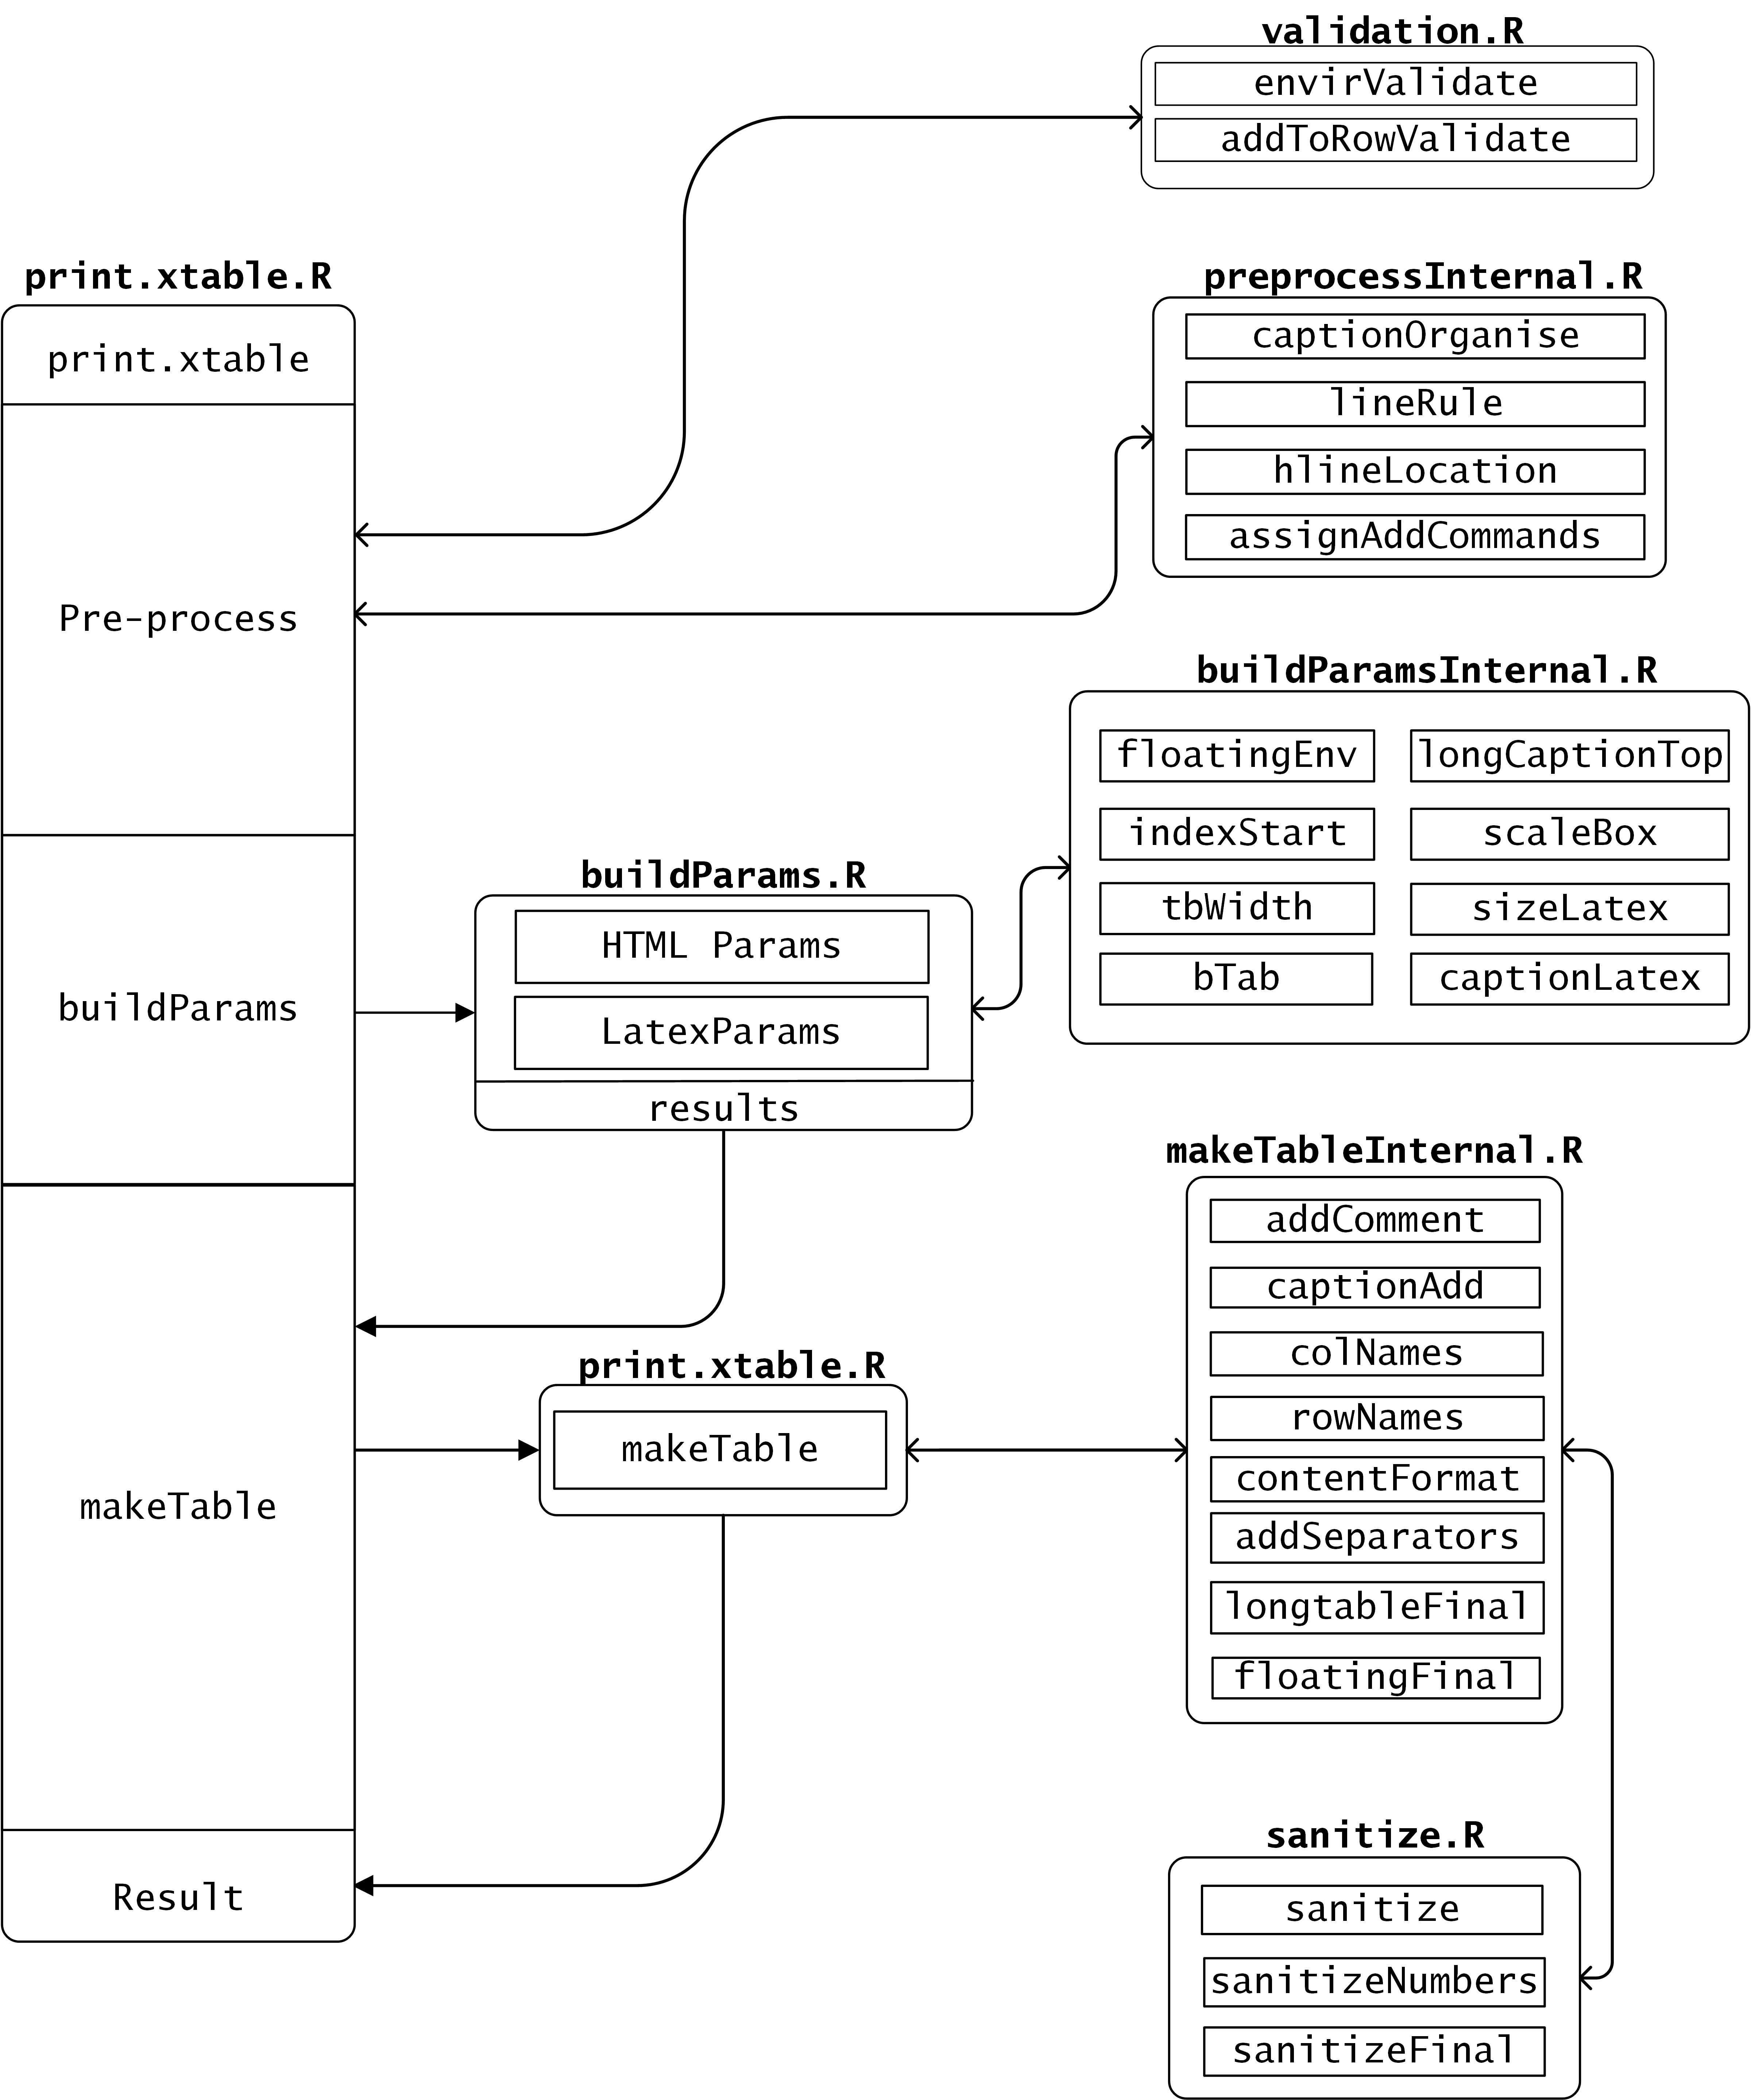 validation.R
envirValidate
addToRowValidate
print.xtable.R
print.xtable
Pre-process
buildParams
makeTable
Result
preprocessInternal.R
captionOrganise
lineRule
hlineLocation
assignAddCommands
buildParamsInternal.R
floatingEnv longCaptionTop
indexStart scaleBox
tbWidth sizeLatex
bTab captionLatex
buildParams.R
HTML Params
LatexParams
results
print.xtable.R
makeTable
makeTableInternal.R
addComment
captionAdd
colNames
rowNames
contentFormat
addSeparators
longtableFinal
floatingFinal
sanitize.R
sanitize
sanitizeNumbers
sanitizeFinal